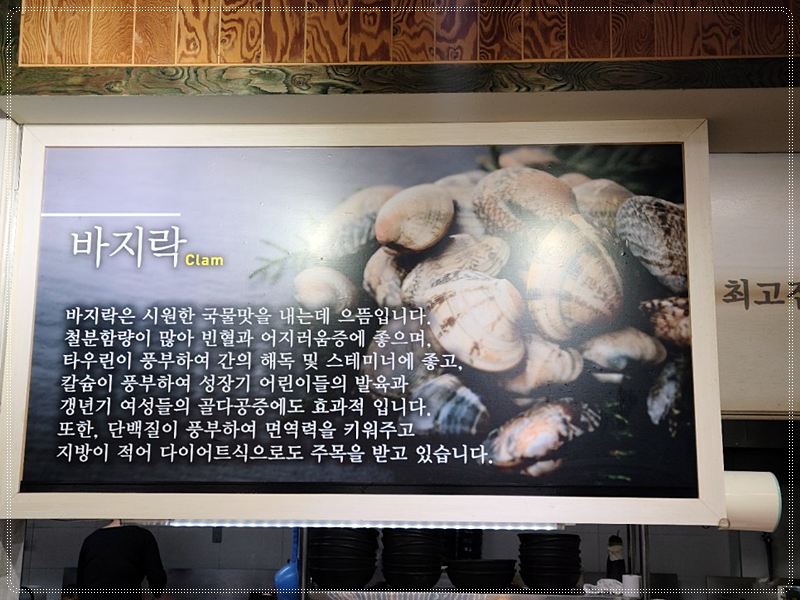 바지락 Clam
바지락은 시원한 국물맛을 내는데 으뜸입니다.
철분함량이 많아 빈혈과 어지러움증에 좋으며,
타우린이 풍부하여 간의 해독 및 스테미너에 좋고,
칼슘이 풍부하여 성장기 어린이들의 발육과
갱년기 여성들의 골다공증에도 효과적 입니다.
또한, 단백질이 풍부하여 면역력을 키워주고
지방이 적어 다이어트식으로도 주목을 받고 있습니다.
최고